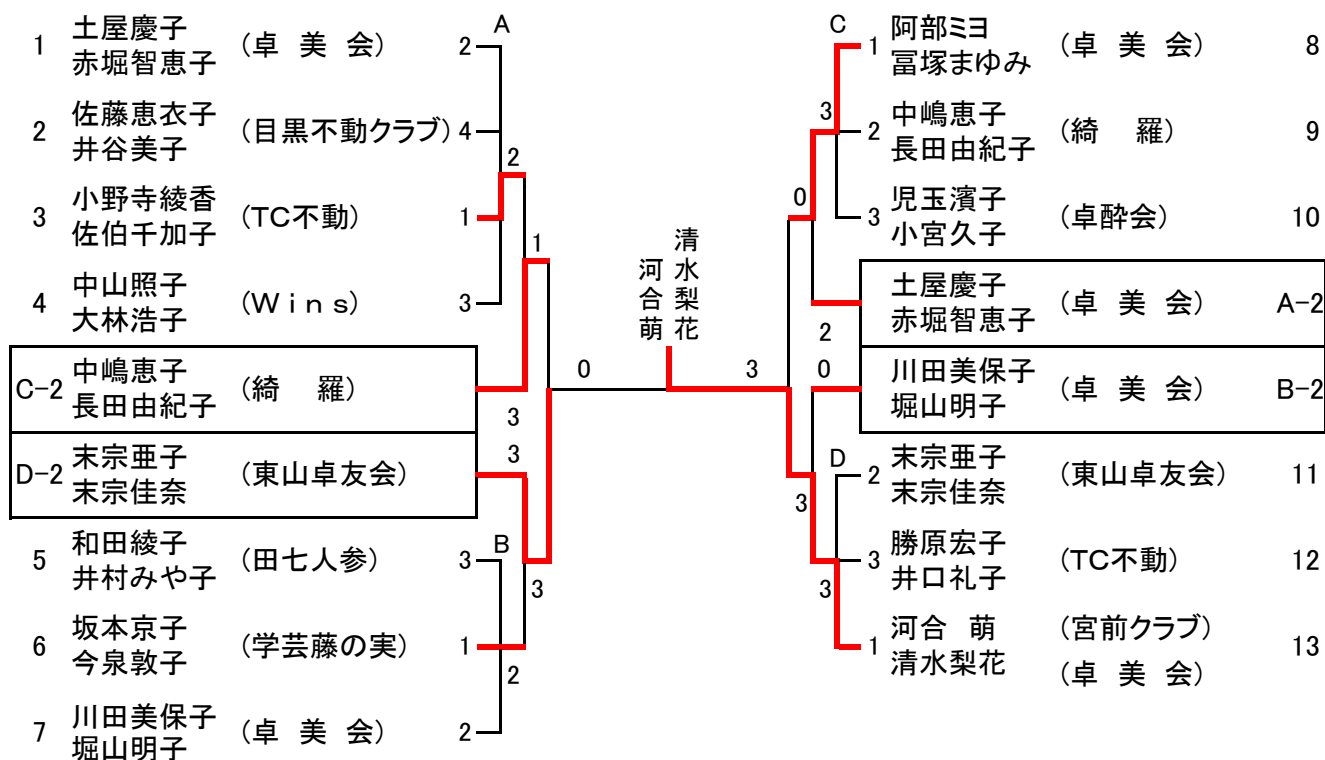 A
1 土屋慶子 (卓 美 会) 2
赤堀智恵子
2 佐藤恵衣子 (目黒不動クラブ) 4
井谷美子
2
3 小野寺綾香 (TC不動) 1
佐伯千加子
1
4 中山照子 (Wins) 3
大林浩子
C-2 中嶋恵子 (綺 羅)
長田由紀子
3
3
D-2 末宗亜子 (東山卓友会)
末宗佳奈
B
5 和田綾子 (田七人参) 3
井村みや子
3
6 坂本京子 (学芸藤の実) 1
今泉敦子
2
7 川田美保子 (卓 美 会) 2
堀山明子
0
河合萌
清水梨花
3
C
1 阿部ミヨ (卓 美 会) 8
冨塚まゆみ
3
2 中嶋恵子 (綺 羅) 9
長田由紀子
0
3 児玉濱子 (卓酔会) 10
小宮久子
土屋慶子 (卓 美 会) A-2
赤堀智恵子
2
0
川田美保子 (卓 美 会) B-2
堀山明子
D
2 末宗亜子 (東山卓友会) 11
末宗佳奈
3
3 勝原宏子 (TC不動) 12
井口礼子
3
1 河合 萌 (宮前クラブ) 13
清水梨花 (卓 美 会)